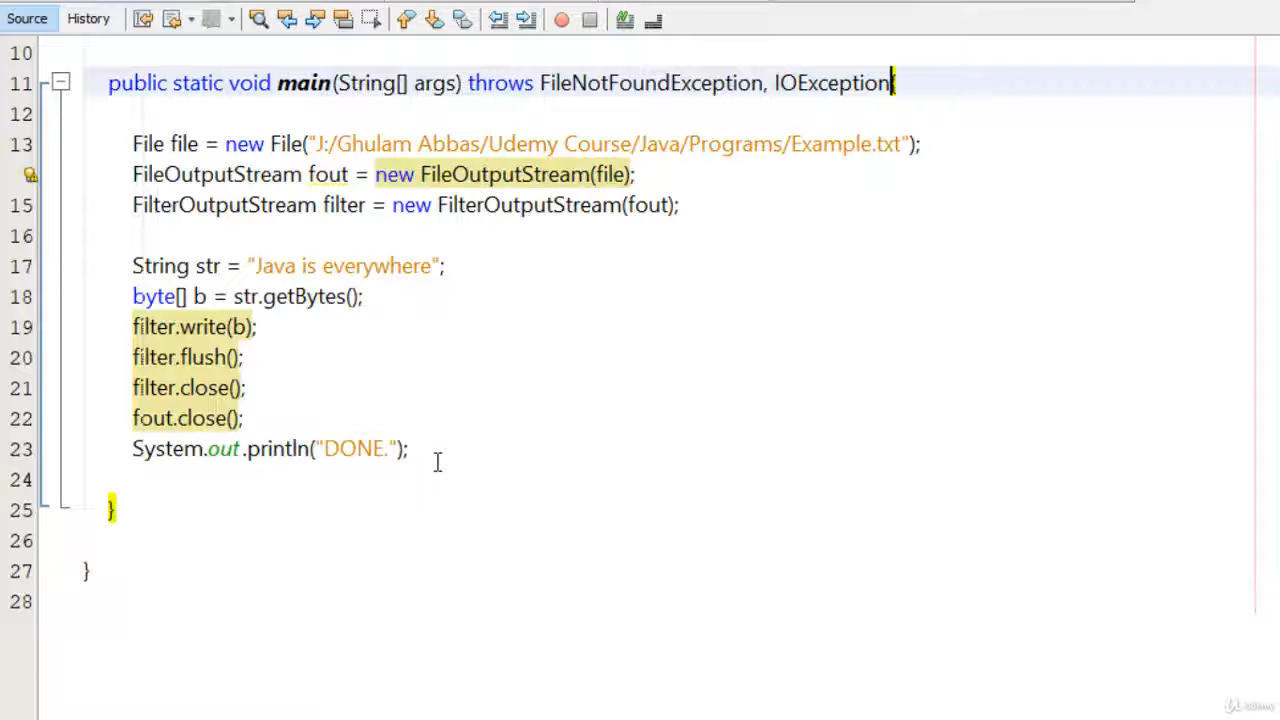 Source History
10
11 public static void main(String[] args) throws FileNotFoundException, IOException{
12
13 File file = new File("J:/Ghulam Abbas/Udemy Course/Java/Programs/Example.txt");
FileOutputStream fout = new FileOutputStream(file);
15 FilterOutputStream filter = new FilterOutputStream(fout);
16
17 String str = "Java is everywhere";
18 byte[] b = str.getBytes();
19 filter.write(b);
20 filter.flush();
21 filter.close();
22 fout.close();
23 System.out.println("DONE.");
24
25 }
26
27 }
28
Udemy